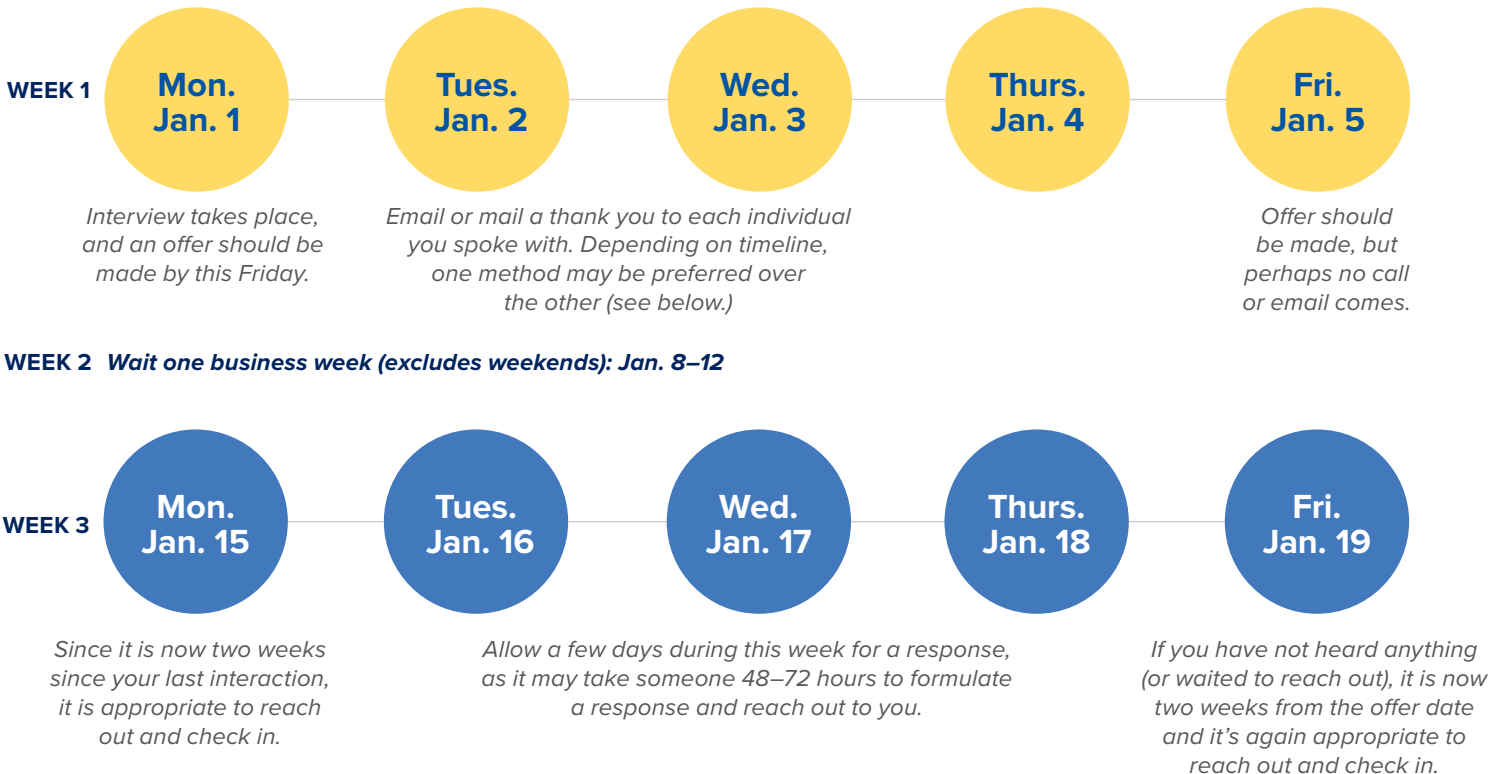 WEEK 1
Mon.
Jan. 1
Tues.
Jan. 2
Wed.
Jan. 3
Thurs.
Jan. 4
Fri.
Jan. 5
Interview takes place,
and an offer should be
made by this Friday.
Email or mail a thank you to each individual
you spoke with. Depending on timeline,
one method may be preferred over
the other (see below.)
Offer should
be made, but
perhaps no call
or email comes.
WEEK 2 Wait one business week (excludes weekends): Jan. 8–12
WEEK 3
Mon.
Jan. 15
Tues.
Jan. 16
Wed.
Jan. 17
Thurs.
Jan. 18
Fri.
Jan. 19
Since it is now two weeks
since your last interaction,
it is appropriate to reach
out and check in.
Allow a few days during this week for a response,
as it may take someone 48–72 hours to formulate
a response and reach out to you.
If you have not heard anything
(or waited to reach out), it is now
two weeks from the offer date
and it’s again appropriate to
reach out and check in.